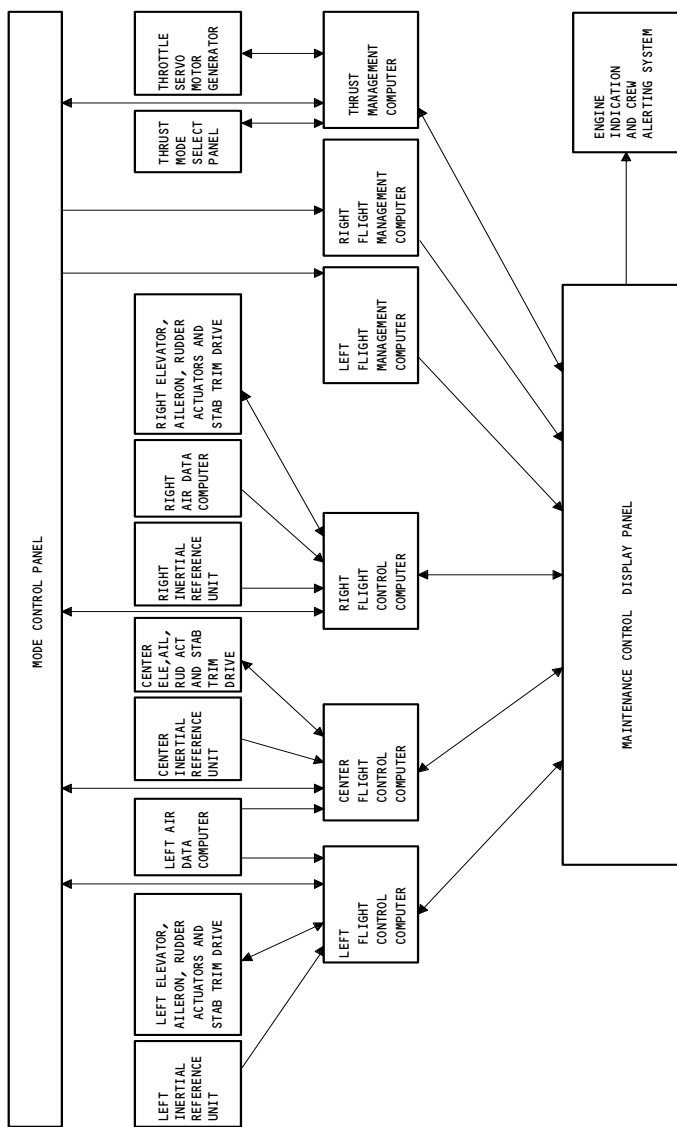 MODE CONTROL PANEL
LEFT
INERTIAL
REFERENCE
UNIT
LEFT ELEVATOR,
AILERON, RUDDER
ACTUATORS AND
STAB TRIM DRIVE
LEFT AIR
DATA
COMPUTER
CENTER
INERTIAL
REFERENCE
UNIT
CENTER
ELE,AIL,
RUD ACT
AND STAB
TRIM
DRIVE
RIGHT
INERTIAL
REFERENCE
UNIT
RIGHT
AIR DATA
COMPUTER
RIGHT ELEVATOR,
AILERON, RUDDER
ACTUATORS AND
STAB TRIM DRIVE
THRUST
MODE
SELECT
PANEL
THROTTLE
SERVO
MOTOR
GENERATOR
LEFT
FLIGHT
CONTROL
COMPUTER
CENTER
FLIGHT
CONTROL
COMPUTER
RIGHT
FLIGHT
CONTROL
COMPUTER
LEFT
FLIGHT
MANAGEMENT
COMPUTER
RIGHT
FLIGHT
MANAGEMENT
COMPUTER
THRUST
MANAGEMENT
COMPUTER
MAINTENANCE CONTROL DISPLAY PANEL
ENGINE
INDICATION
AND CREW
ALERTING SYSTEM